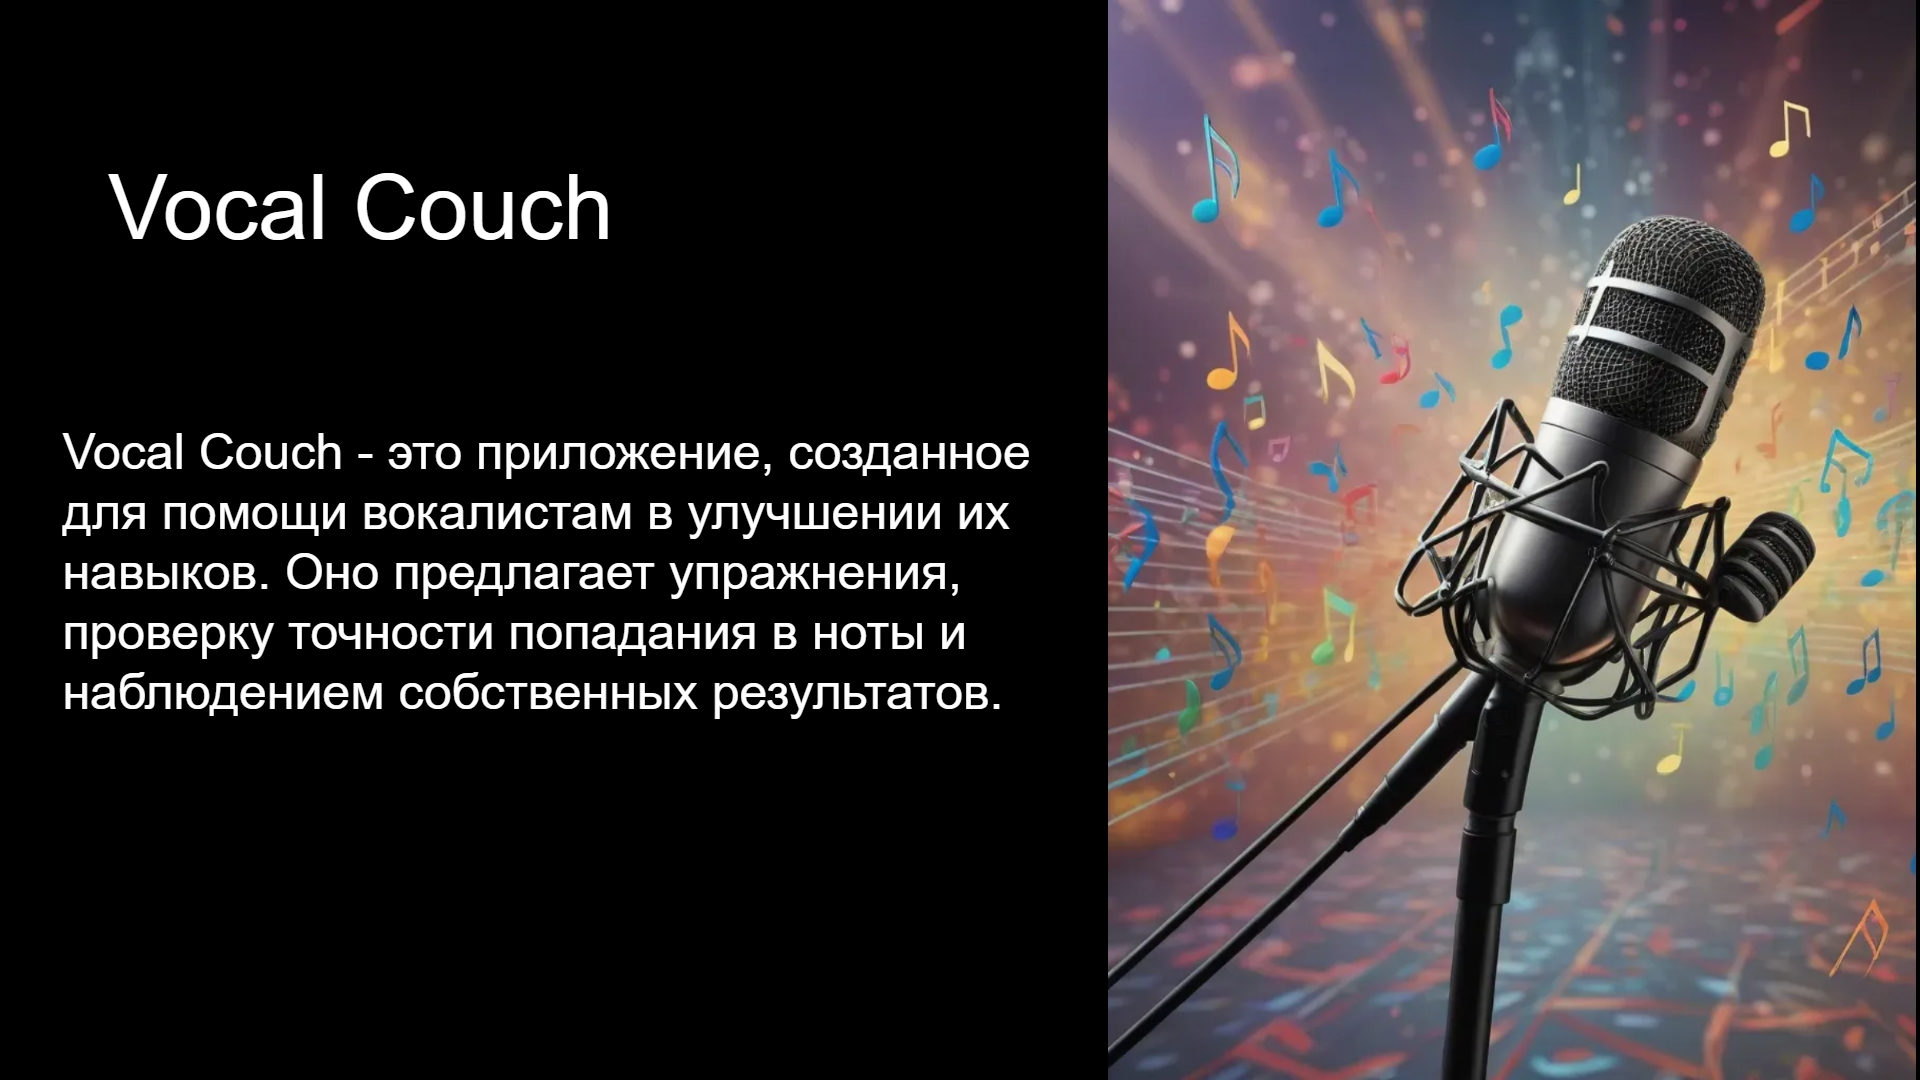 Vocal Couch
Vocal Couch - это приложение, созданное
для помощи вокалистам в улучшении их
навыков. Оно предлагает упражнения,
проверку точности попадания в ноты и
наблюдением собственных результатов.